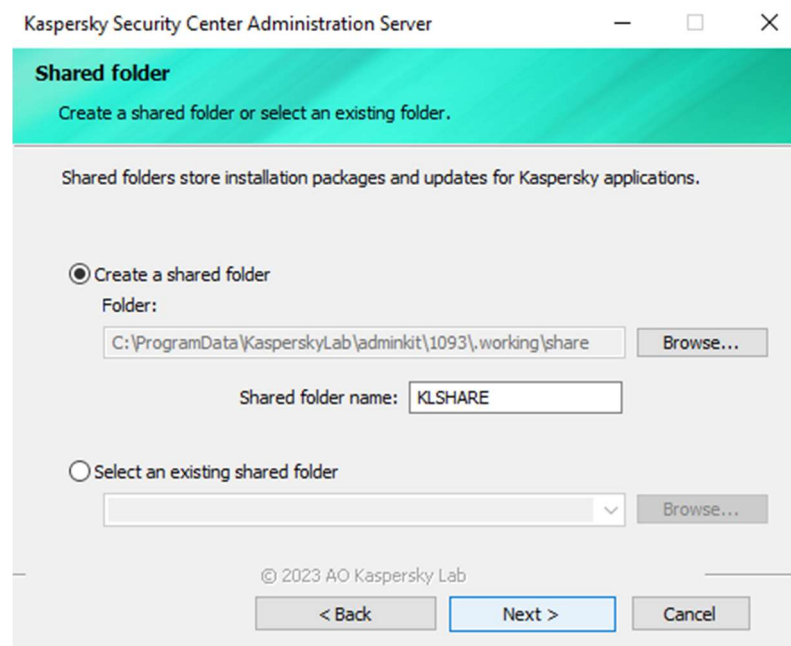 Kaspersky Security Center Administration Server
Shared folder
Create a shared folder or select an existing folder.
Shared folders store installation packages and updates for Kaspersky applications.
Create a shared folder
Folder:
C:\ProgramData\KasperskyLab\adminkit\1093\.working\share Browse...
Shared folder name: KLSHARE
Select an existing shared folder
Browse...
© 2023 AO Kaspersky Lab
< Back Next > Cancel